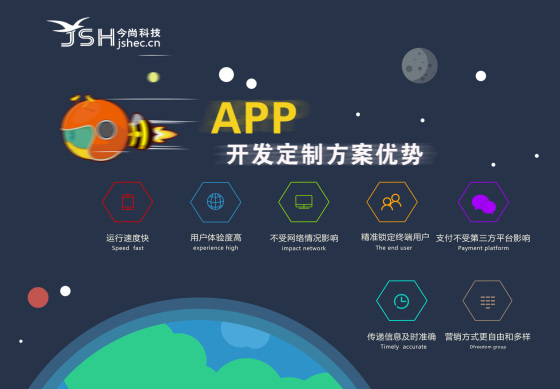 JSH 今尚科技
jshec.cn
APP
开发定制方案优势
运行速度快
Speed fast
用户体验度高
experience high
不受网络情况影响
impact network
精准锁定终端用户
The end user
支付不受第三方平台影响
Payment platform
传递信息及时准确
Timely accurate
营销方式更自由和多样
Dfreedom group